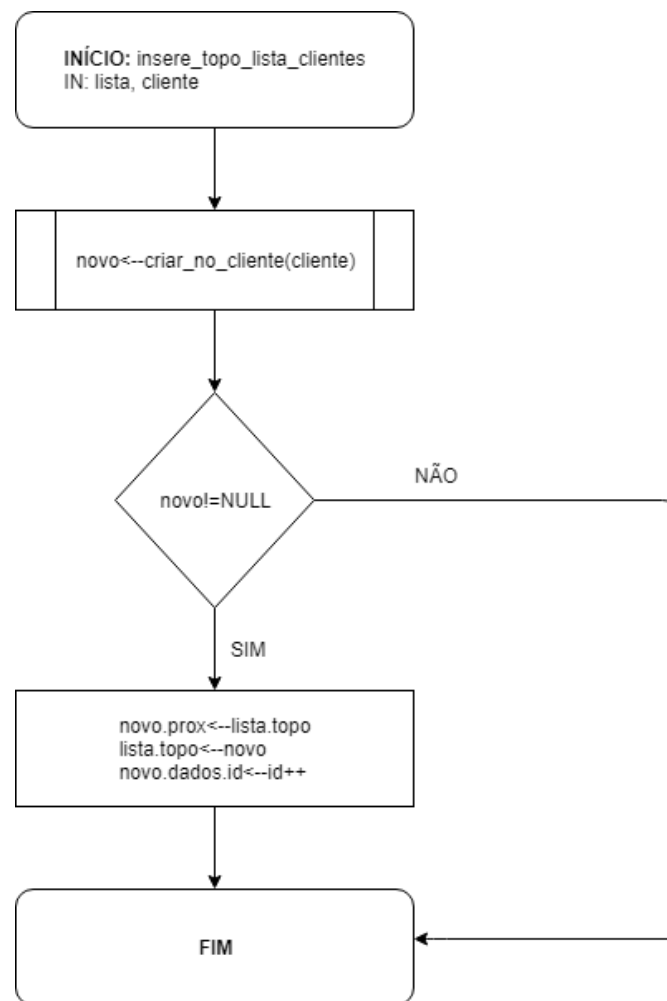 INÍCIO: insere_topo_lista_clientes
IN: lista, cliente
novo<--criar_no_cliente(cliente)
novo!=NULL
NÃO
SIM
novo.prox<--lista.topo
lista.topo<--novo
novo.dados.id<--id++
FIM